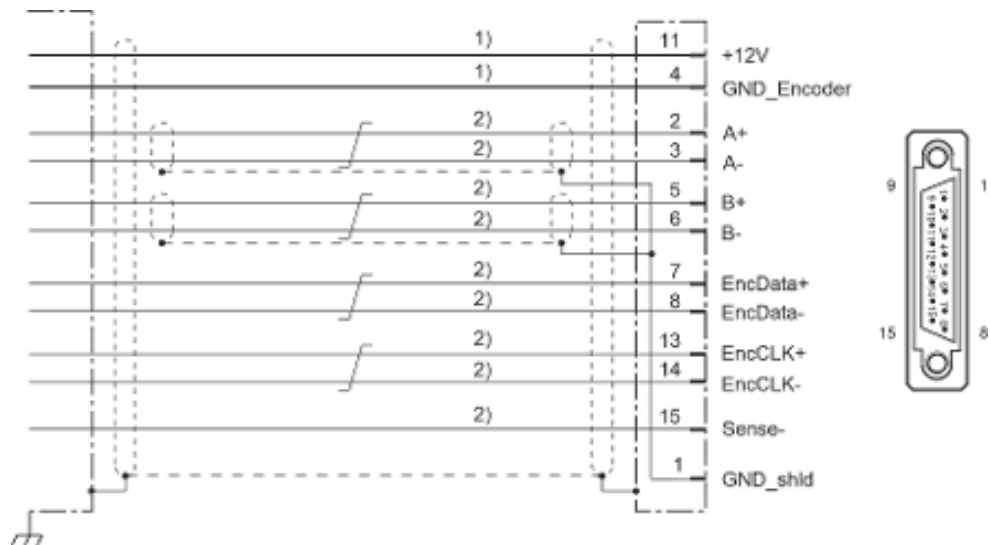 1) 11 +12V
1) 4 GND_Encoder
2) 2 A+
2) 3 A-
2) 5 B+
2) 6 B-
2) 7 EncData+
2) 8 EncData-
2) 13 EncCLK+
2) 14 EncCLK-
2) 15 Sense-
1 GND_shld
9 1
15 8